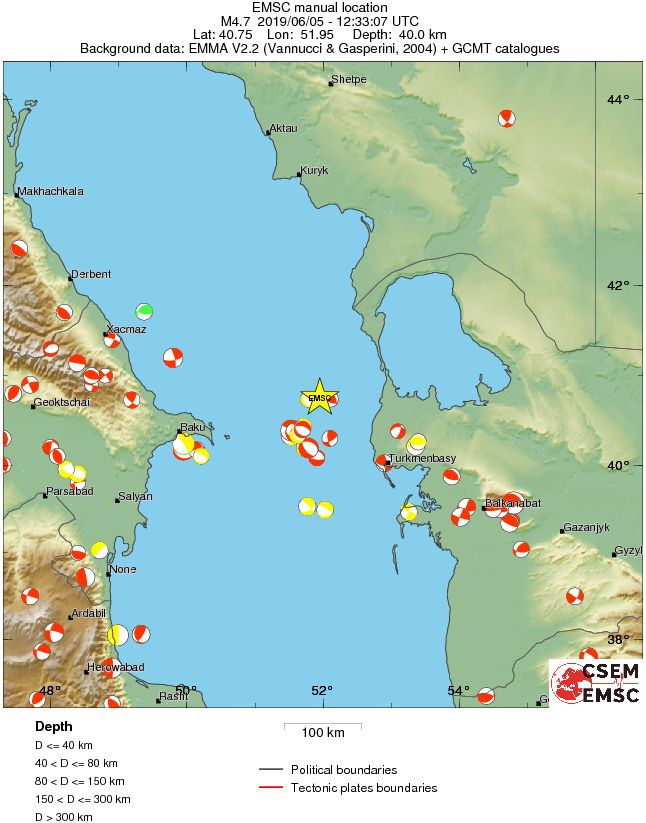 EMSC manual location
M4.7 2019/06/05 - 12:33:07 UTC
Lat: 40.75 Lon: 51.95 Depth: 40.0 km
Background data: EMMA V2.2 (Vannucci & Gasperini, 2004) + GCMT catalogues
Shetpe
44°
Aktau
Kuryk
Makhachkala
Derbent
42°
Xacmaz
EMSC
Geoktschai
Baku
Turkmenbasy
40°
Parsabad
Salyan
Balkanabat
Gazanjyk
Gyzyl
None
Ardabil
38°
Herowabad
CSEM
EMSC
48°
50°
52°
54°
Rasht
G
Depth
D <= 40 km
40 < D <= 80 km
80 < D <= 150 km
150 < D <= 300 km
D > 300 km
100 km
Political boundaries
Tectonic plates boundaries